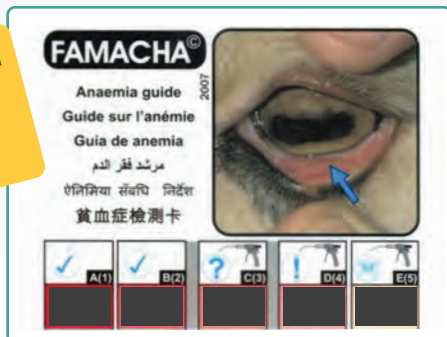 FAMACHA©
2007
Anaemia guide
Guide sur l'anémie
Guia de anemia
مرشد فقر الدم
ऐनिमिया सँबधि निर्देश
貧血症檢測卡
✓ A(1)
✓ B(2)
? C(3)
! D(4)
E(5)